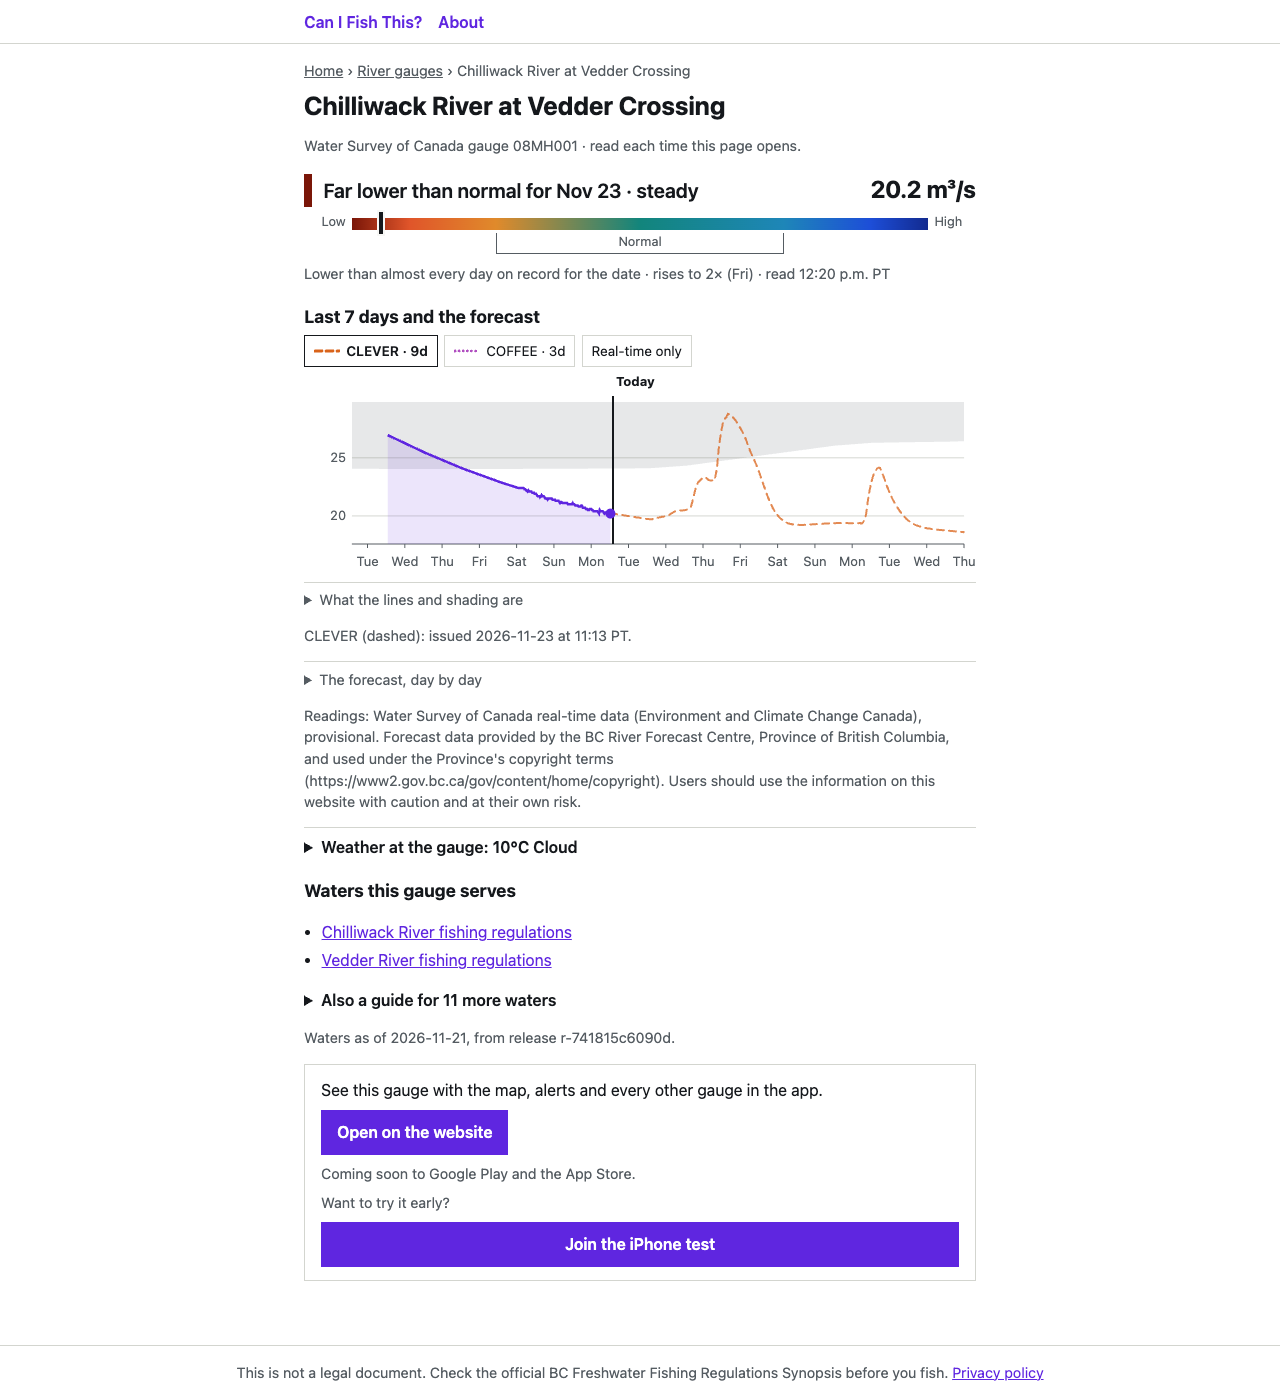 Can I Fish This? About
Home › River gauges › Chilliwack River at Vedder Crossing
Chilliwack River at Vedder Crossing
Water Survey of Canada gauge 08MH001 · read each time this page opens.
Far lower than normal for Nov 23 · steady 20.2 m³/s
Low High
Normal
Lower than almost every day on record for the date · rises to 2× (Fri) · read 12:20 p.m. PT
Last 7 days and the forecast
CLEVER · 9d COFFEE · 3d Real-time only
Today
25
20
Tue Wed Thu Fri Sat Sun Mon Tue Wed Thu Fri Sat Sun Mon Tue Wed Thu
What the lines and shading are
CLEVER (dashed): issued 2026-11-23 at 11:13 PT.
The forecast, day by day
Readings: Water Survey of Canada real-time data (Environment and Climate Change Canada),
provisional. Forecast data provided by the BC River Forecast Centre, Province of British Columbia,
and used under the Province's copyright terms
(https://www2.gov.bc.ca/gov/content/home/copyright). Users should use the information on this
website with caution and at their own risk.
Weather at the gauge: 10°C Cloud
Waters this gauge serves
• Chilliwack River fishing regulations
• Vedder River fishing regulations
Also a guide for 11 more waters
Waters as of 2026-11-21, from release r-741815c6090d.
See this gauge with the map, alerts and every other gauge in the app.
Open on the website
Coming soon to Google Play and the App Store.
Want to try it early?
Join the iPhone test
This is not a legal document. Check the official BC Freshwater Fishing Regulations Synopsis before you fish. Privacy policy